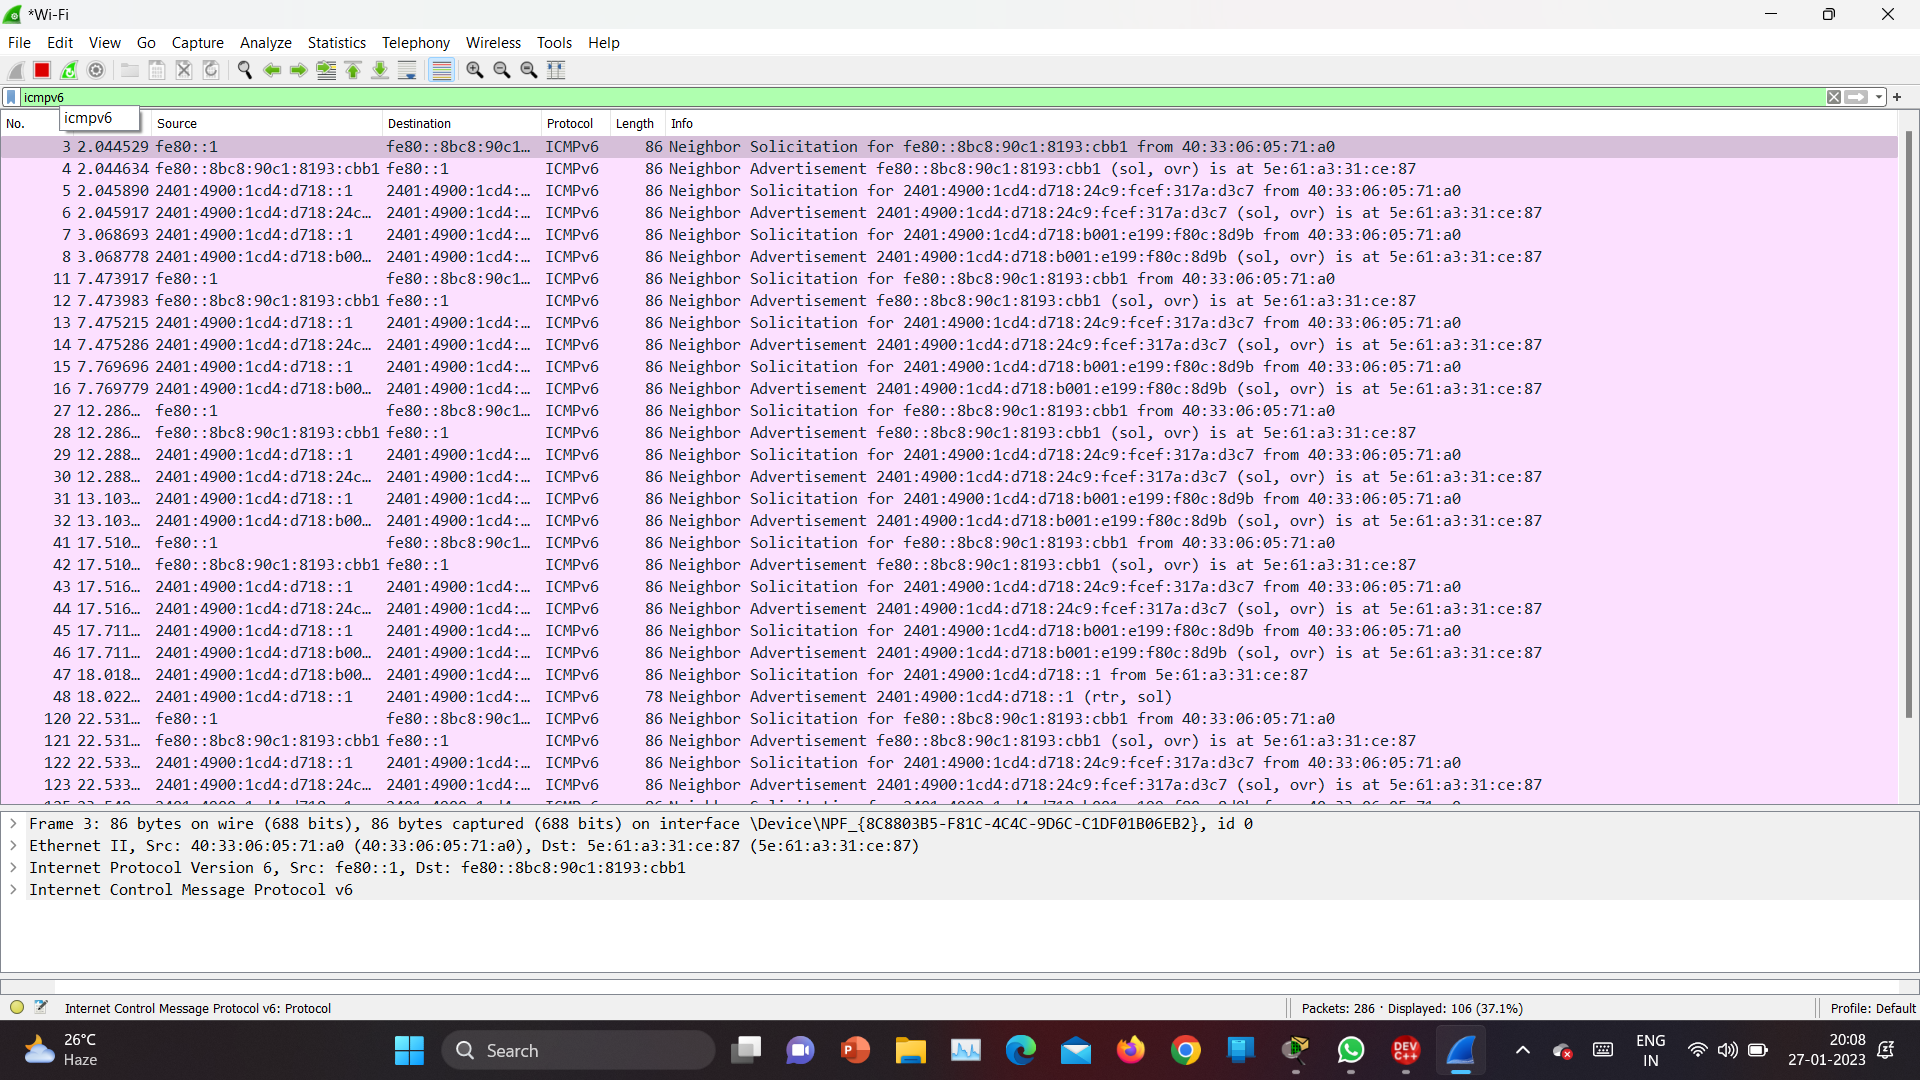 *Wi-Fi
File Edit View Go Capture Analyze Statistics Telephony Wireless Tools Help
icmpv6
icmpv6
No. Source Destination Protocol Length Info
3 2.044529 fe80::1 fe80::8bc8:90c1… ICMPv6 86 Neighbor Solicitation for fe80::8bc8:90c1:8193:cbb1 from 40:33:06:05:71:a0
4 2.044634 fe80::8bc8:90c1:8193:cbb1 fe80::1 ICMPv6 86 Neighbor Advertisement fe80::8bc8:90c1:8193:cbb1 (sol, ovr) is at 5e:61:a3:31:ce:87
5 2.045890 2401:4900:1cd4:d718::1 2401:4900:1cd4:… ICMPv6 86 Neighbor Solicitation for 2401:4900:1cd4:d718:24c9:fcef:317a:d3c7 from 40:33:06:05:71:a0
6 2.045917 2401:4900:1cd4:d718:24c… 2401:4900:1cd4:… ICMPv6 86 Neighbor Advertisement 2401:4900:1cd4:d718:24c9:fcef:317a:d3c7 (sol, ovr) is at 5e:61:a3:31:ce:87
7 3.068693 2401:4900:1cd4:d718::1 2401:4900:1cd4:… ICMPv6 86 Neighbor Solicitation for 2401:4900:1cd4:d718:b001:e199:f80c:8d9b from 40:33:06:05:71:a0
8 3.068778 2401:4900:1cd4:d718:b00… 2401:4900:1cd4:… ICMPv6 86 Neighbor Advertisement 2401:4900:1cd4:d718:b001:e199:f80c:8d9b (sol, ovr) is at 5e:61:a3:31:ce:87
11 7.473917 fe80::1 fe80::8bc8:90c1… ICMPv6 86 Neighbor Solicitation for fe80::8bc8:90c1:8193:cbb1 from 40:33:06:05:71:a0
12 7.473983 fe80::8bc8:90c1:8193:cbb1 fe80::1 ICMPv6 86 Neighbor Advertisement fe80::8bc8:90c1:8193:cbb1 (sol, ovr) is at 5e:61:a3:31:ce:87
13 7.475215 2401:4900:1cd4:d718::1 2401:4900:1cd4:… ICMPv6 86 Neighbor Solicitation for 2401:4900:1cd4:d718:24c9:fcef:317a:d3c7 from 40:33:06:05:71:a0
14 7.475286 2401:4900:1cd4:d718:24c… 2401:4900:1cd4:… ICMPv6 86 Neighbor Advertisement 2401:4900:1cd4:d718:24c9:fcef:317a:d3c7 (sol, ovr) is at 5e:61:a3:31:ce:87
15 7.769696 2401:4900:1cd4:d718::1 2401:4900:1cd4:… ICMPv6 86 Neighbor Solicitation for 2401:4900:1cd4:d718:b001:e199:f80c:8d9b from 40:33:06:05:71:a0
16 7.769779 2401:4900:1cd4:d718:b00… 2401:4900:1cd4:… ICMPv6 86 Neighbor Advertisement 2401:4900:1cd4:d718:b001:e199:f80c:8d9b (sol, ovr) is at 5e:61:a3:31:ce:87
27 12.286… fe80::1 fe80::8bc8:90c1… ICMPv6 86 Neighbor Solicitation for fe80::8bc8:90c1:8193:cbb1 from 40:33:06:05:71:a0
28 12.286… fe80::8bc8:90c1:8193:cbb1 fe80::1 ICMPv6 86 Neighbor Advertisement fe80::8bc8:90c1:8193:cbb1 (sol, ovr) is at 5e:61:a3:31:ce:87
29 12.288… 2401:4900:1cd4:d718::1 2401:4900:1cd4:… ICMPv6 86 Neighbor Solicitation for 2401:4900:1cd4:d718:24c9:fcef:317a:d3c7 from 40:33:06:05:71:a0
30 12.288… 2401:4900:1cd4:d718:24c… 2401:4900:1cd4:… ICMPv6 86 Neighbor Advertisement 2401:4900:1cd4:d718:24c9:fcef:317a:d3c7 (sol, ovr) is at 5e:61:a3:31:ce:87
31 13.103… 2401:4900:1cd4:d718::1 2401:4900:1cd4:… ICMPv6 86 Neighbor Solicitation for 2401:4900:1cd4:d718:b001:e199:f80c:8d9b from 40:33:06:05:71:a0
32 13.103… 2401:4900:1cd4:d718:b00… 2401:4900:1cd4:… ICMPv6 86 Neighbor Advertisement 2401:4900:1cd4:d718:b001:e199:f80c:8d9b (sol, ovr) is at 5e:61:a3:31:ce:87
41 17.510… fe80::1 fe80::8bc8:90c1… ICMPv6 86 Neighbor Solicitation for fe80::8bc8:90c1:8193:cbb1 from 40:33:06:05:71:a0
42 17.510… fe80::8bc8:90c1:8193:cbb1 fe80::1 ICMPv6 86 Neighbor Advertisement fe80::8bc8:90c1:8193:cbb1 (sol, ovr) is at 5e:61:a3:31:ce:87
43 17.516… 2401:4900:1cd4:d718::1 2401:4900:1cd4:… ICMPv6 86 Neighbor Solicitation for 2401:4900:1cd4:d718:24c9:fcef:317a:d3c7 from 40:33:06:05:71:a0
44 17.516… 2401:4900:1cd4:d718:24c… 2401:4900:1cd4:… ICMPv6 86 Neighbor Advertisement 2401:4900:1cd4:d718:24c9:fcef:317a:d3c7 (sol, ovr) is at 5e:61:a3:31:ce:87
45 17.711… 2401:4900:1cd4:d718::1 2401:4900:1cd4:… ICMPv6 86 Neighbor Solicitation for 2401:4900:1cd4:d718:b001:e199:f80c:8d9b from 40:33:06:05:71:a0
46 17.711… 2401:4900:1cd4:d718:b00… 2401:4900:1cd4:… ICMPv6 86 Neighbor Advertisement 2401:4900:1cd4:d718:b001:e199:f80c:8d9b (sol, ovr) is at 5e:61:a3:31:ce:87
47 18.018… 2401:4900:1cd4:d718:b00… 2401:4900:1cd4:… ICMPv6 86 Neighbor Solicitation for 2401:4900:1cd4:d718::1 from 5e:61:a3:31:ce:87
48 18.022… 2401:4900:1cd4:d718::1 2401:4900:1cd4:… ICMPv6 78 Neighbor Advertisement 2401:4900:1cd4:d718::1 (rtr, sol)
120 22.531… fe80::1 fe80::8bc8:90c1… ICMPv6 86 Neighbor Solicitation for fe80::8bc8:90c1:8193:cbb1 from 40:33:06:05:71:a0
121 22.531… fe80::8bc8:90c1:8193:cbb1 fe80::1 ICMPv6 86 Neighbor Advertisement fe80::8bc8:90c1:8193:cbb1 (sol, ovr) is at 5e:61:a3:31:ce:87
122 22.533… 2401:4900:1cd4:d718::1 2401:4900:1cd4:… ICMPv6 86 Neighbor Solicitation for 2401:4900:1cd4:d718:24c9:fcef:317a:d3c7 from 40:33:06:05:71:a0
123 22.533… 2401:4900:1cd4:d718:24c… 2401:4900:1cd4:… ICMPv6 86 Neighbor Advertisement 2401:4900:1cd4:d718:24c9:fcef:317a:d3c7 (sol, ovr) is at 5e:61:a3:31:ce:87
Frame 3: 86 bytes on wire (688 bits), 86 bytes captured (688 bits) on interface \Device\NPF_{8C8803B5-F81C-4C4C-9D6C-C1DF01B06EB2}, id 0
Ethernet II, Src: 40:33:06:05:71:a0 (40:33:06:05:71:a0), Dst: 5e:61:a3:31:ce:87 (5e:61:a3:31:ce:87)
Internet Protocol Version 6, Src: fe80::1, Dst: fe80::8bc8:90c1:8193:cbb1
Internet Control Message Protocol v6
Internet Control Message Protocol v6: Protocol Packets: 286 · Displayed: 106 (37.1%) Profile: Default
26°C
Haze
Search
DEV
C++
ENG
IN
20:08
27-01-2023